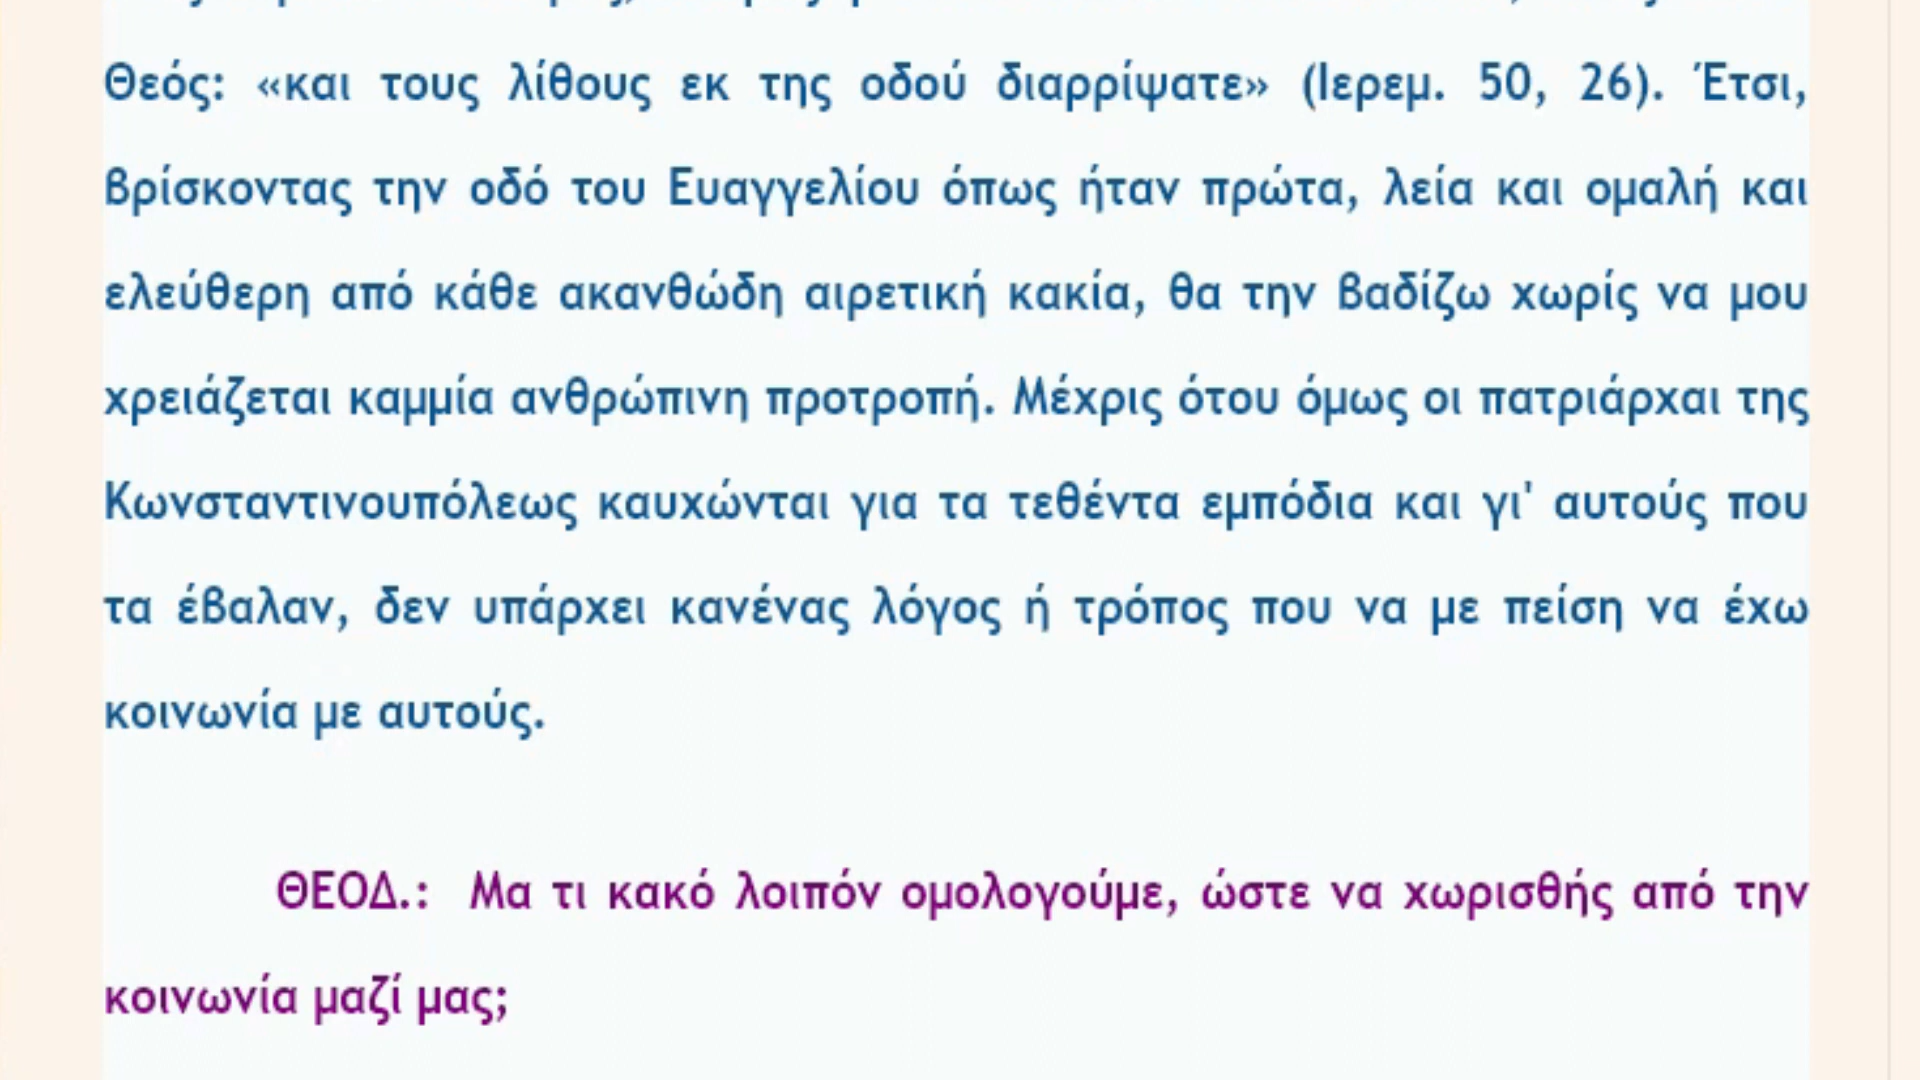 Θεός: «και τους λίθους εκ της οδού διαρρίψατε» (Ιερεμ. 50, 26). Έτσι,
βρίσκοντας την οδό του Ευαγγελίου όπως ήταν πρώτα, λεία και ομαλή και
ελεύθερη από κάθε ακανθώδη αιρετική κακία, θα την βαδίζω χωρίς να μου
χρειάζεται καμμία ανθρώπινη προτροπή. Μέχρις ότου όμως οι πατριάρχαι της
Κωνσταντινουπόλεως καυχώνται για τα τεθέντα εμπόδια και γι' αυτούς που
τα έβαλαν, δεν υπάρχει κανένας λόγος ή τρόπος που να με πείση να έχω
κοινωνία με αυτούς.
ΘΕΟΔ.: Μα τι κακό λοιπόν ομολογούμε, ώστε να χωρισθής από την
κοινωνία μαζί μας;